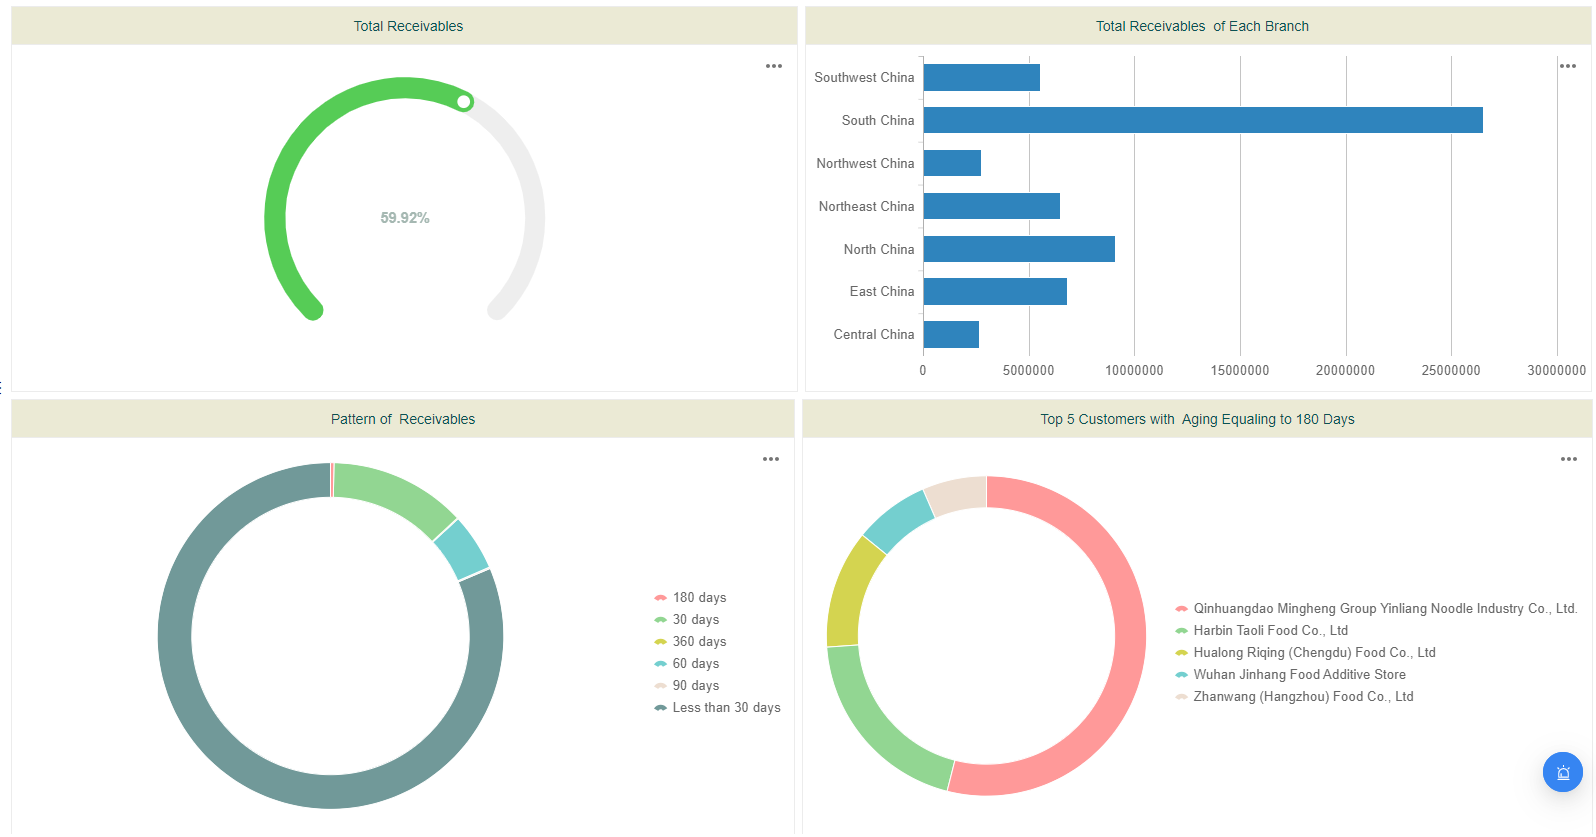 Total Receivables
59.92%
Total Receivables of Each Branch
Southwest China
South China
Northwest China
Northeast China
North China
East China
Central China
0 5000000 10000000 15000000 20000000 25000000 30000000
Pattern of Receivables
180 days
30 days
360 days
60 days
90 days
Less than 30 days
Top 5 Customers with Aging Equaling to 180 Days
Qinhuangdao Mingheng Group Yinliang Noodle Industry Co., Ltd.
Harbin Taoli Food Co., Ltd
Hualong Riqing (Chengdu) Food Co., Ltd
Wuhan Jinhang Food Additive Store
Zhanwang (Hangzhou) Food Co., Ltd